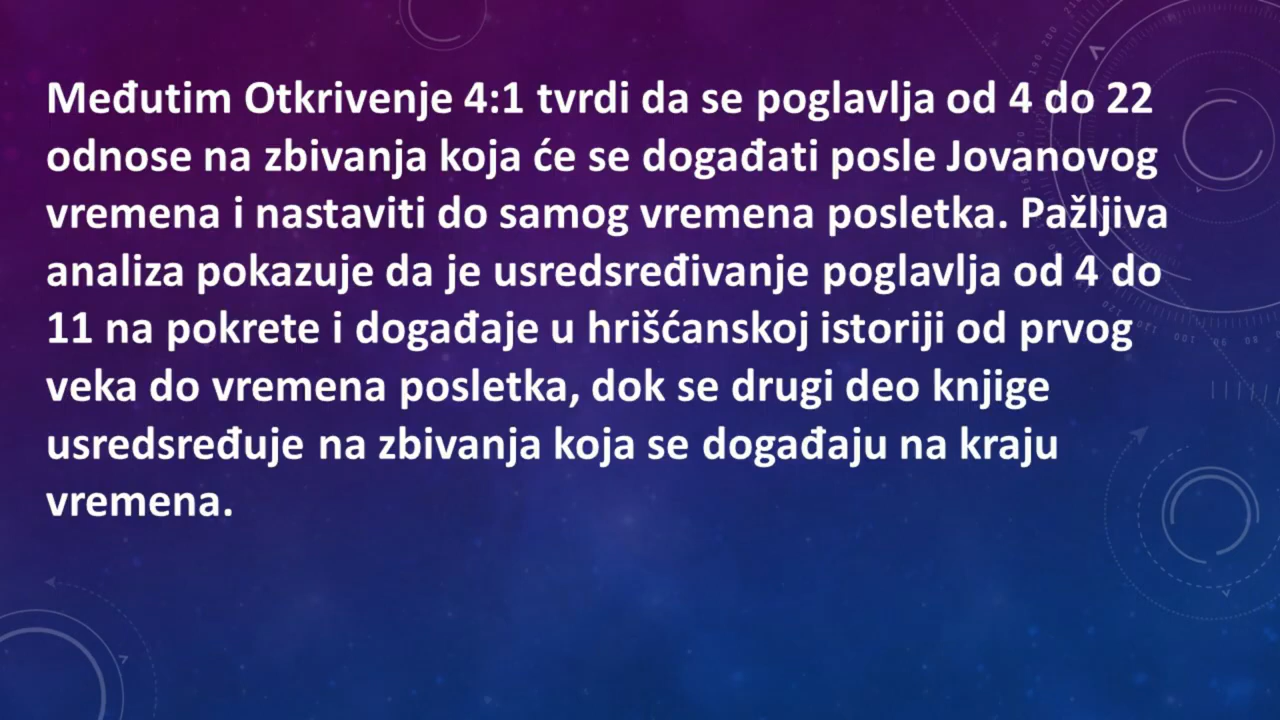 Međutim Otkrivenje 4:1 tvrdi da se poglavlja od 4 do 22
odnose na zbivanja koja će se događati posle Jovanovog
vremena i nastaviti do samog vremena posletka. Pažljiva
analiza pokazuje da je usredsređivanje poglavlja od 4 do
11 na pokrete i događaje u hrišćanskoj istoriji od prvog
veka do vremena posletka, dok se drugi deo knjige
usredsređuje na zbivanja koja se događaju na kraju
vremena.